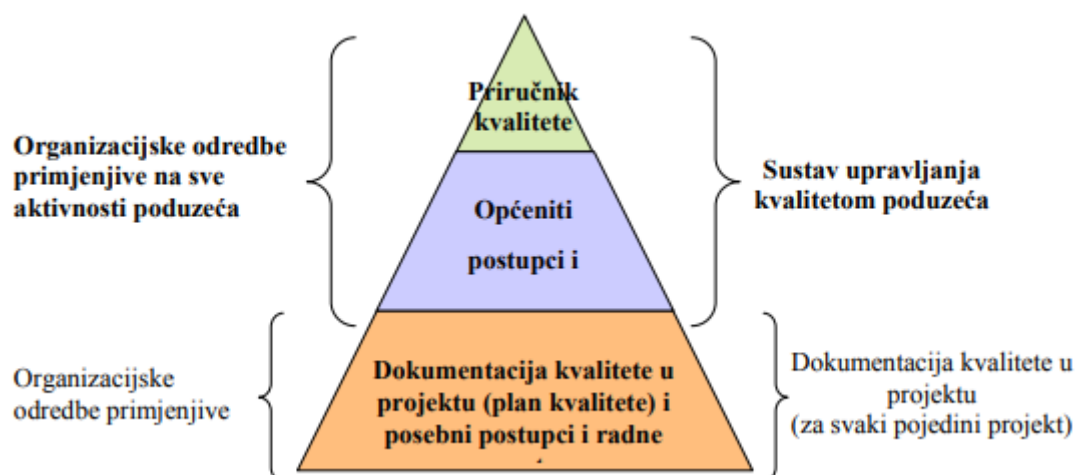 Priručnik
kvalitete
Organizacijske odredbe
primjenjive na sve
aktivnosti poduzeća
Sustav upravljanja
kvalitetom poduzeća
Općeniti
postupci i
Organizacijske
odredbe primjenjive
Dokumentacija kvalitete u
projektu (plan kvalitete) i
posebni postupci i radne
Dokumentacija kvalitete u
projektu
(za svaki pojedini projekt)